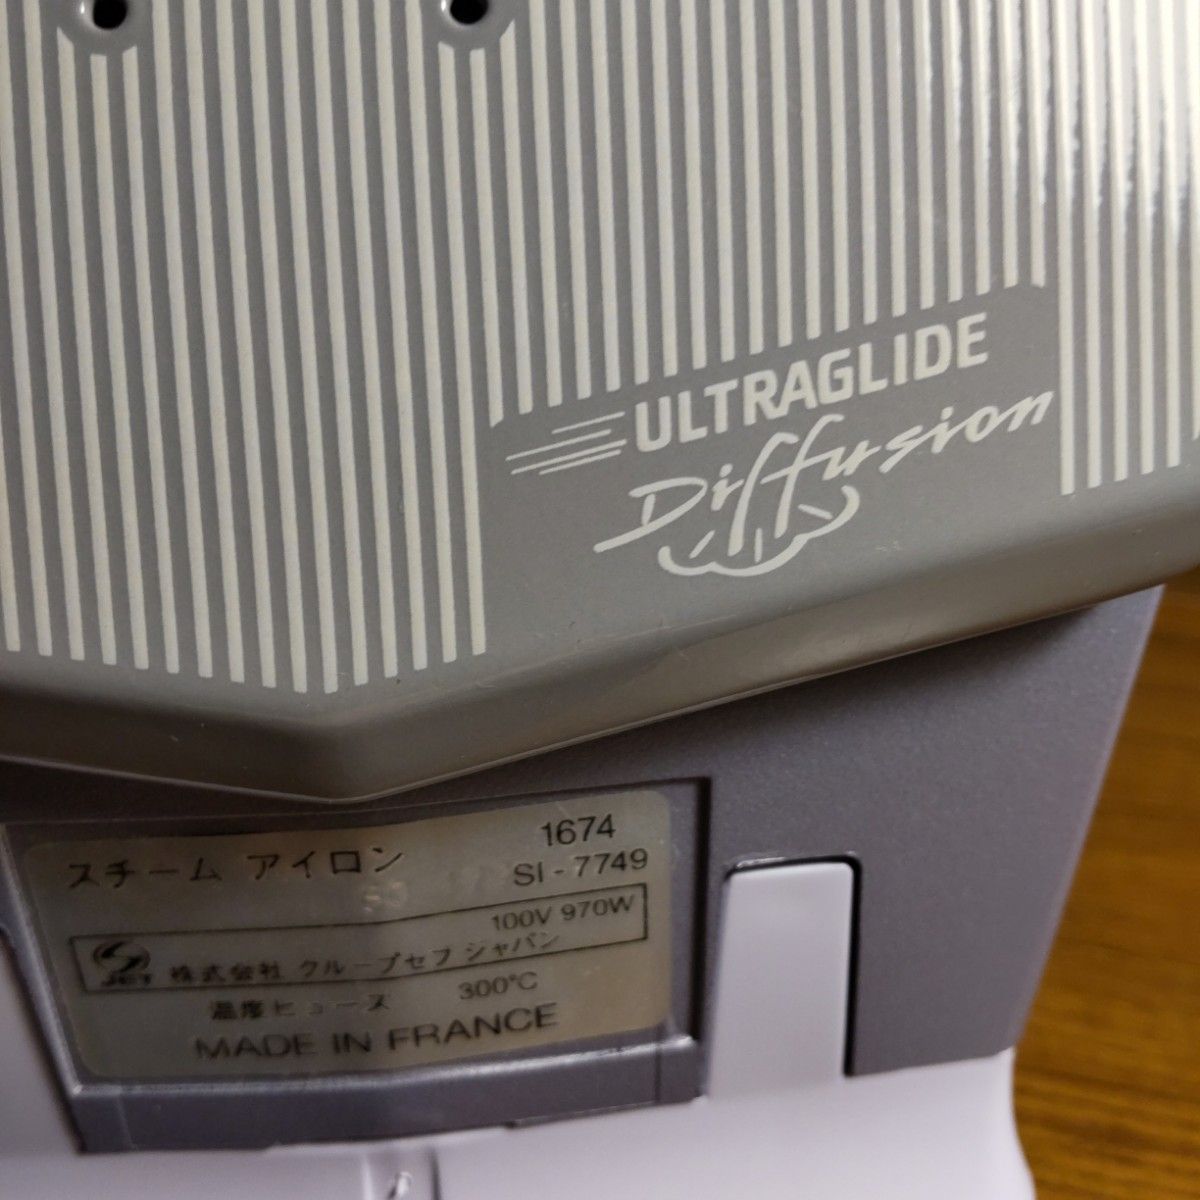 ULTRAGLIDE
Diffusion
スチーム アイロン 1674
SI-7749
100V 970W
JET 株式会社 クループセブ ジャパン
温度ヒューズ 300℃
MADE IN FRANCE